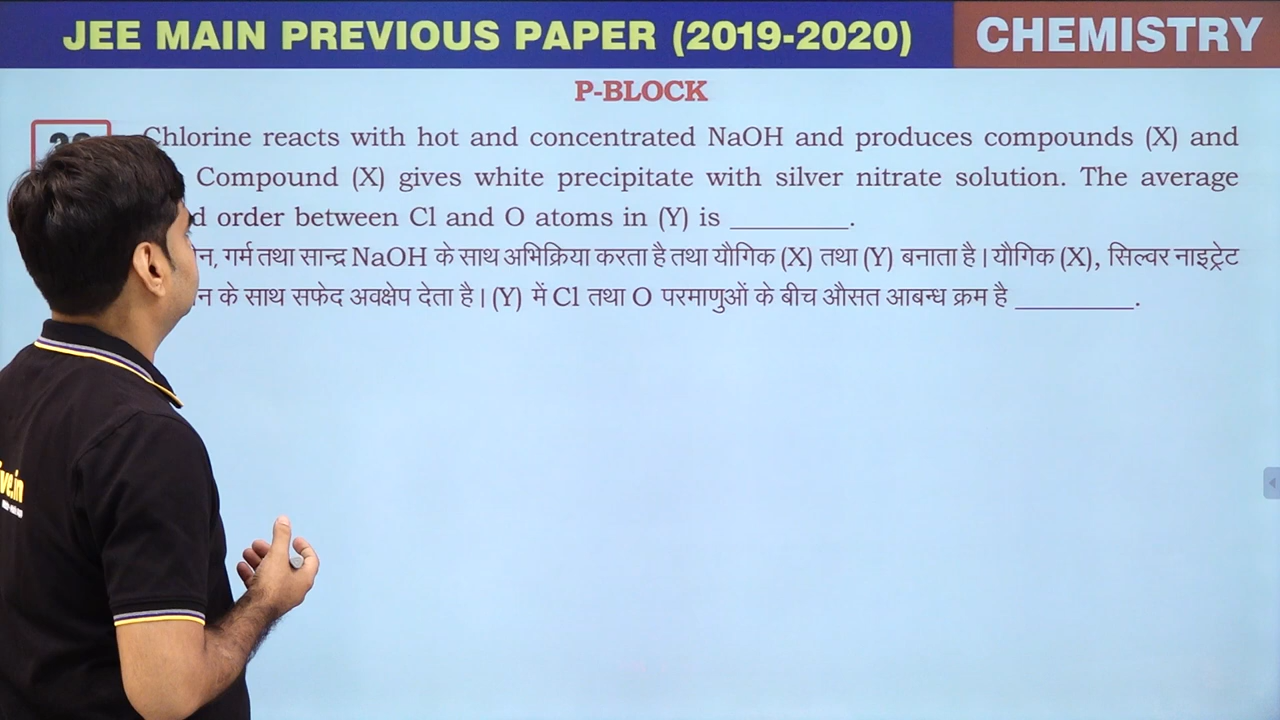 JEE MAIN PREVIOUS PAPER (2019-2020) CHEMISTRY
P-BLOCK
Chlorine reacts with hot and concentrated NaOH and produces compounds (X) and
Compound (X) gives white precipitate with silver nitrate solution. The average
order between Cl and O atoms in (Y) is ________.
गर्म तथा सान्द्र NaOH के साथ अभिक्रिया करता है तथा यौगिक (X) तथा (Y) बनाता है। यौगिक (X), सिल्वर नाइट्रेट
के साथ सफेद अवक्षेप देता है। (Y) में Cl तथा O परमाणुओं के बीच औसत आबन्ध क्रम है ________.